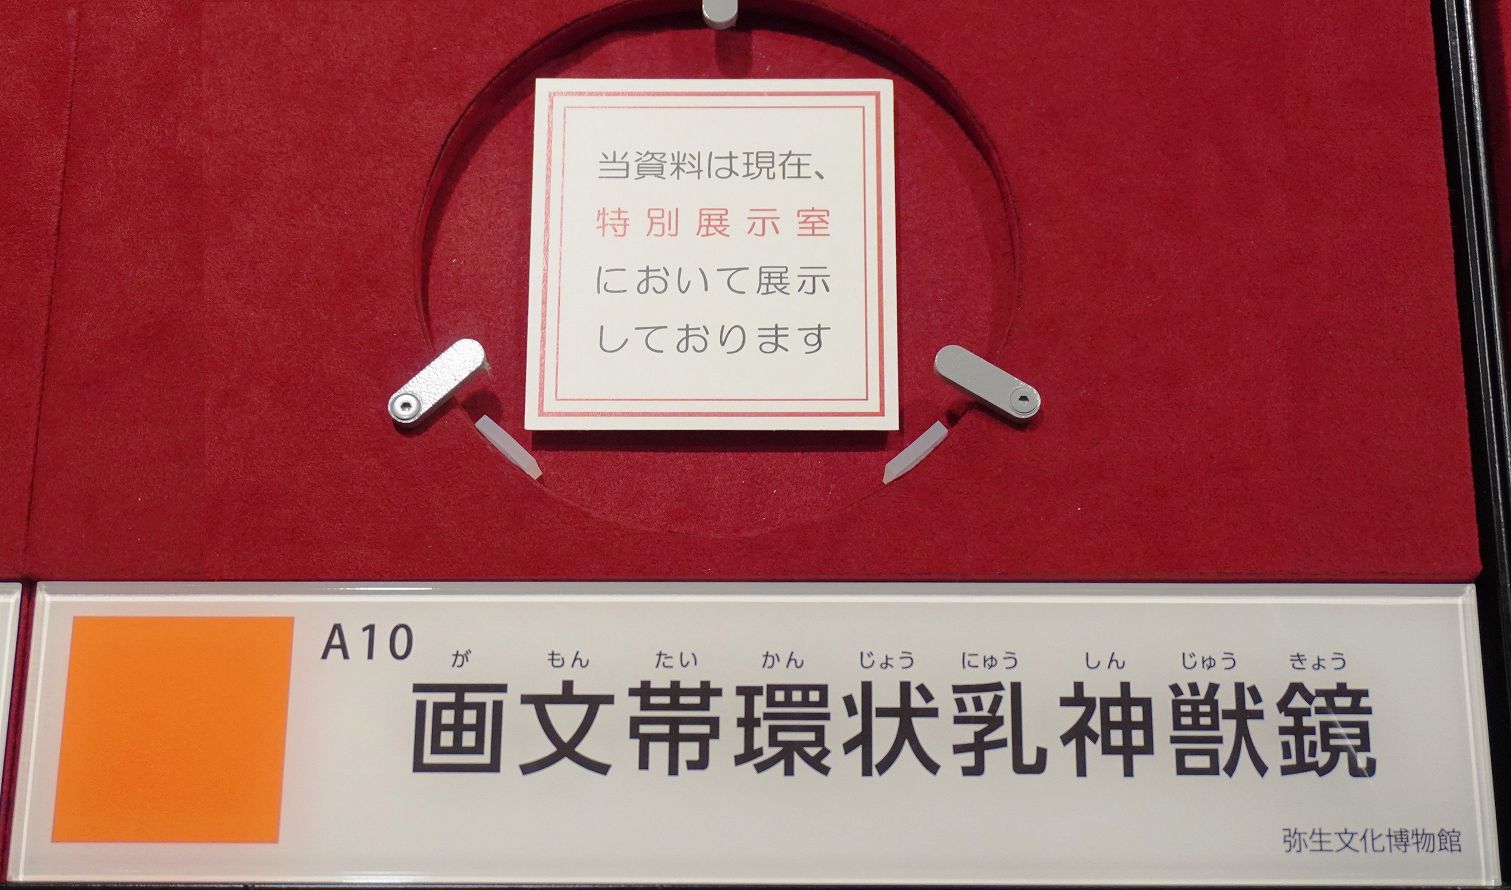 当資料は現在、
特別展示室
において展示
しております
A10
が もん たい かん じょう にゅう しん じゅう きょう
画文帯環状乳神獣鏡
弥生文化博物館